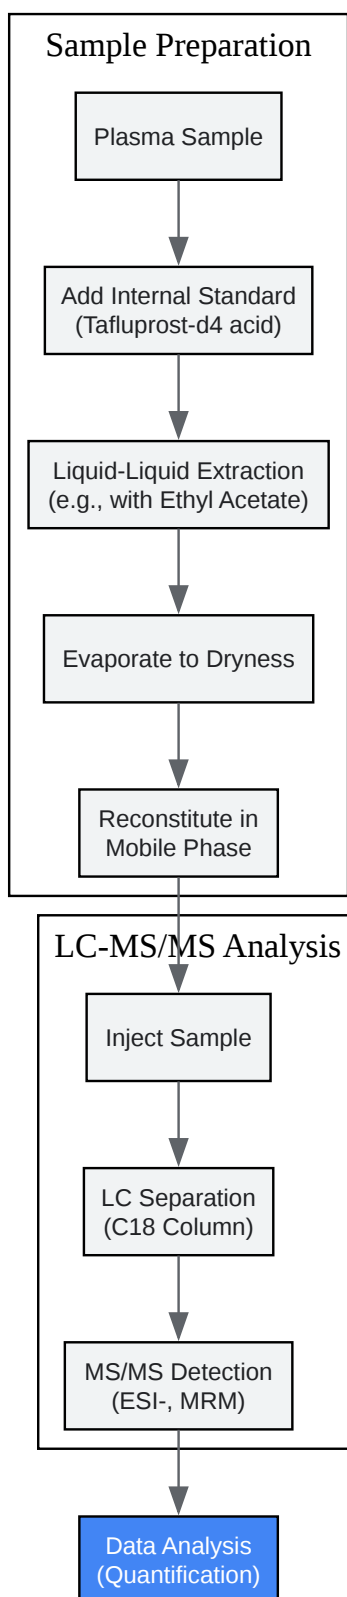 Sample Preparation
Plasma Sample
Add Internal Standard
(Tafluprost-d4 acid)
Liquid-Liquid Extraction
(e.g., with Ethyl Acetate)
Evaporate to Dryness
Reconstitute in
Mobile Phase
LC-MS/MS Analysis
Inject Sample
LC Separation
(C18 Column)
MS/MS Detection
(ESI-, MRM)
Data Analysis
(Quantification)